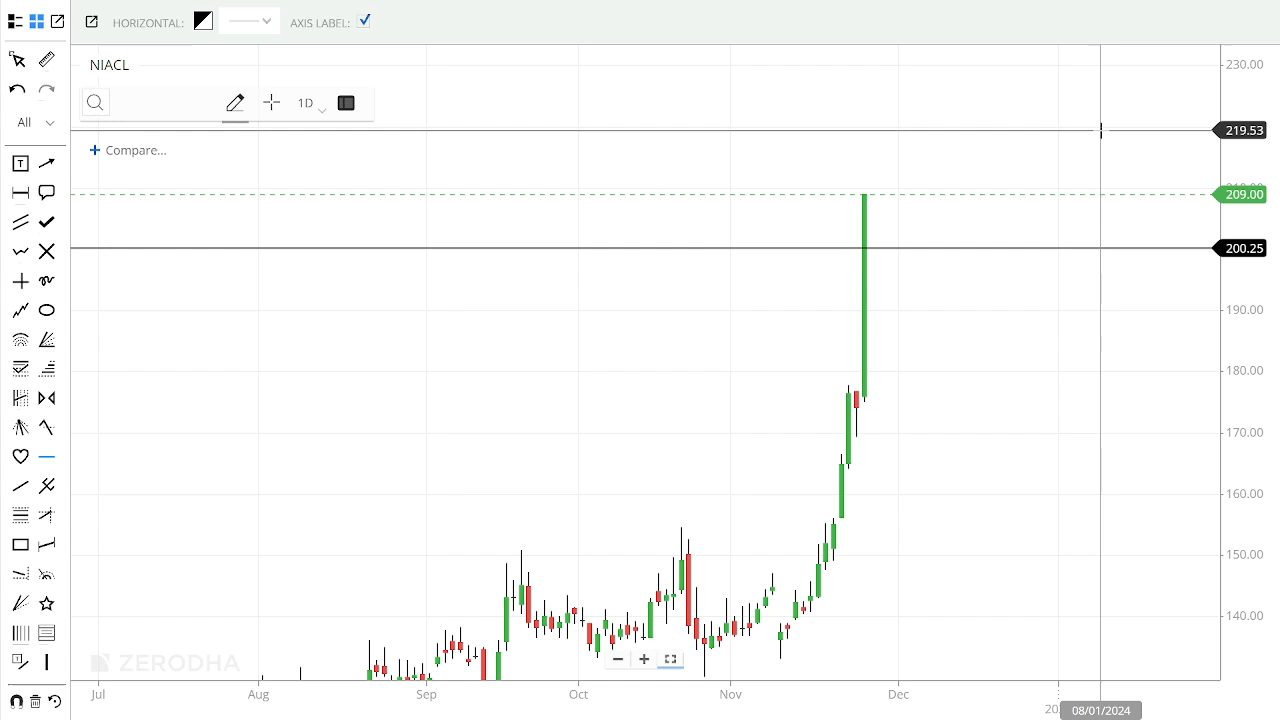 HORIZONTAL:
AXIS LABEL:
NIACL
1D
All
+ Compare...
T
230.00
219.53
209.00
200.25
190.00
180.00
170.00
160.00
150.00
140.00
ZERODHA
Jul Aug Sep Oct Nov Dec
08/01/2024